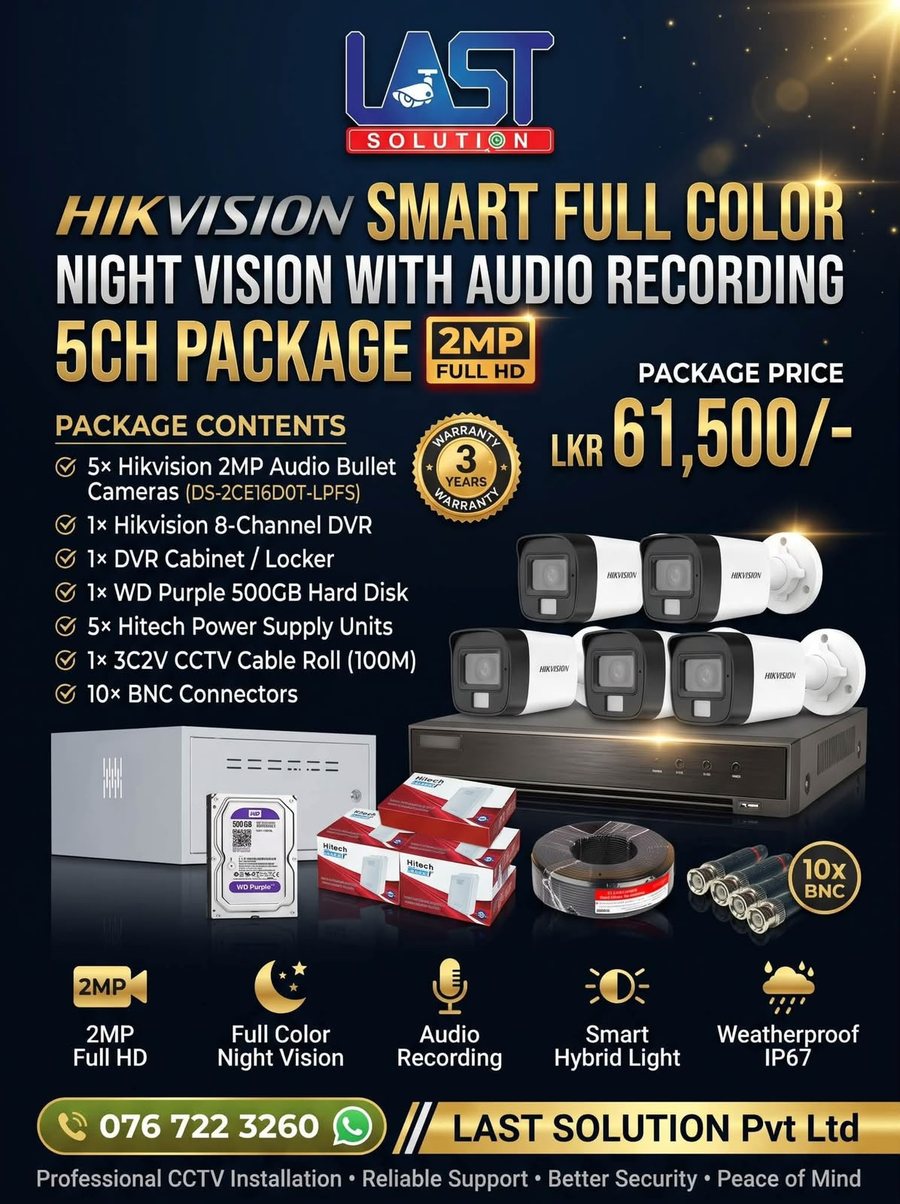 LAST
SOLUTION
HIKVISION SMART FULL COLOR
NIGHT VISION WITH AUDIO RECORDING
5CH PACKAGE
2MP
FULL HD
PACKAGE PRICE
LKR 61,500/-
PACKAGE CONTENTS
5× Hikvision 2MP Audio Bullet
Cameras (DS-2CE16D0T-LPFS)
1× Hikvision 8-Channel DVR
1× DVR Cabinet / Locker
1× WD Purple 500GB Hard Disk
5× Hitech Power Supply Units
1× 3C2V CCTV Cable Roll (100M)
10× BNC Connectors
WARRANTY
3
YEARS
WARRANTY
HIKVISION
HIKVISION
HIKVISION
HIKVISION
WD
500GB
WD Purple
Hitech
Hitech
Hitech
10x
BNC
2MP
2MP
Full HD
Full Color
Night Vision
Audio
Recording
Smart
Hybrid Light
Weatherproof
IP67
076 722 3260
LAST SOLUTION Pvt Ltd
Professional CCTV Installation • Reliable Support • Better Security • Peace of Mind